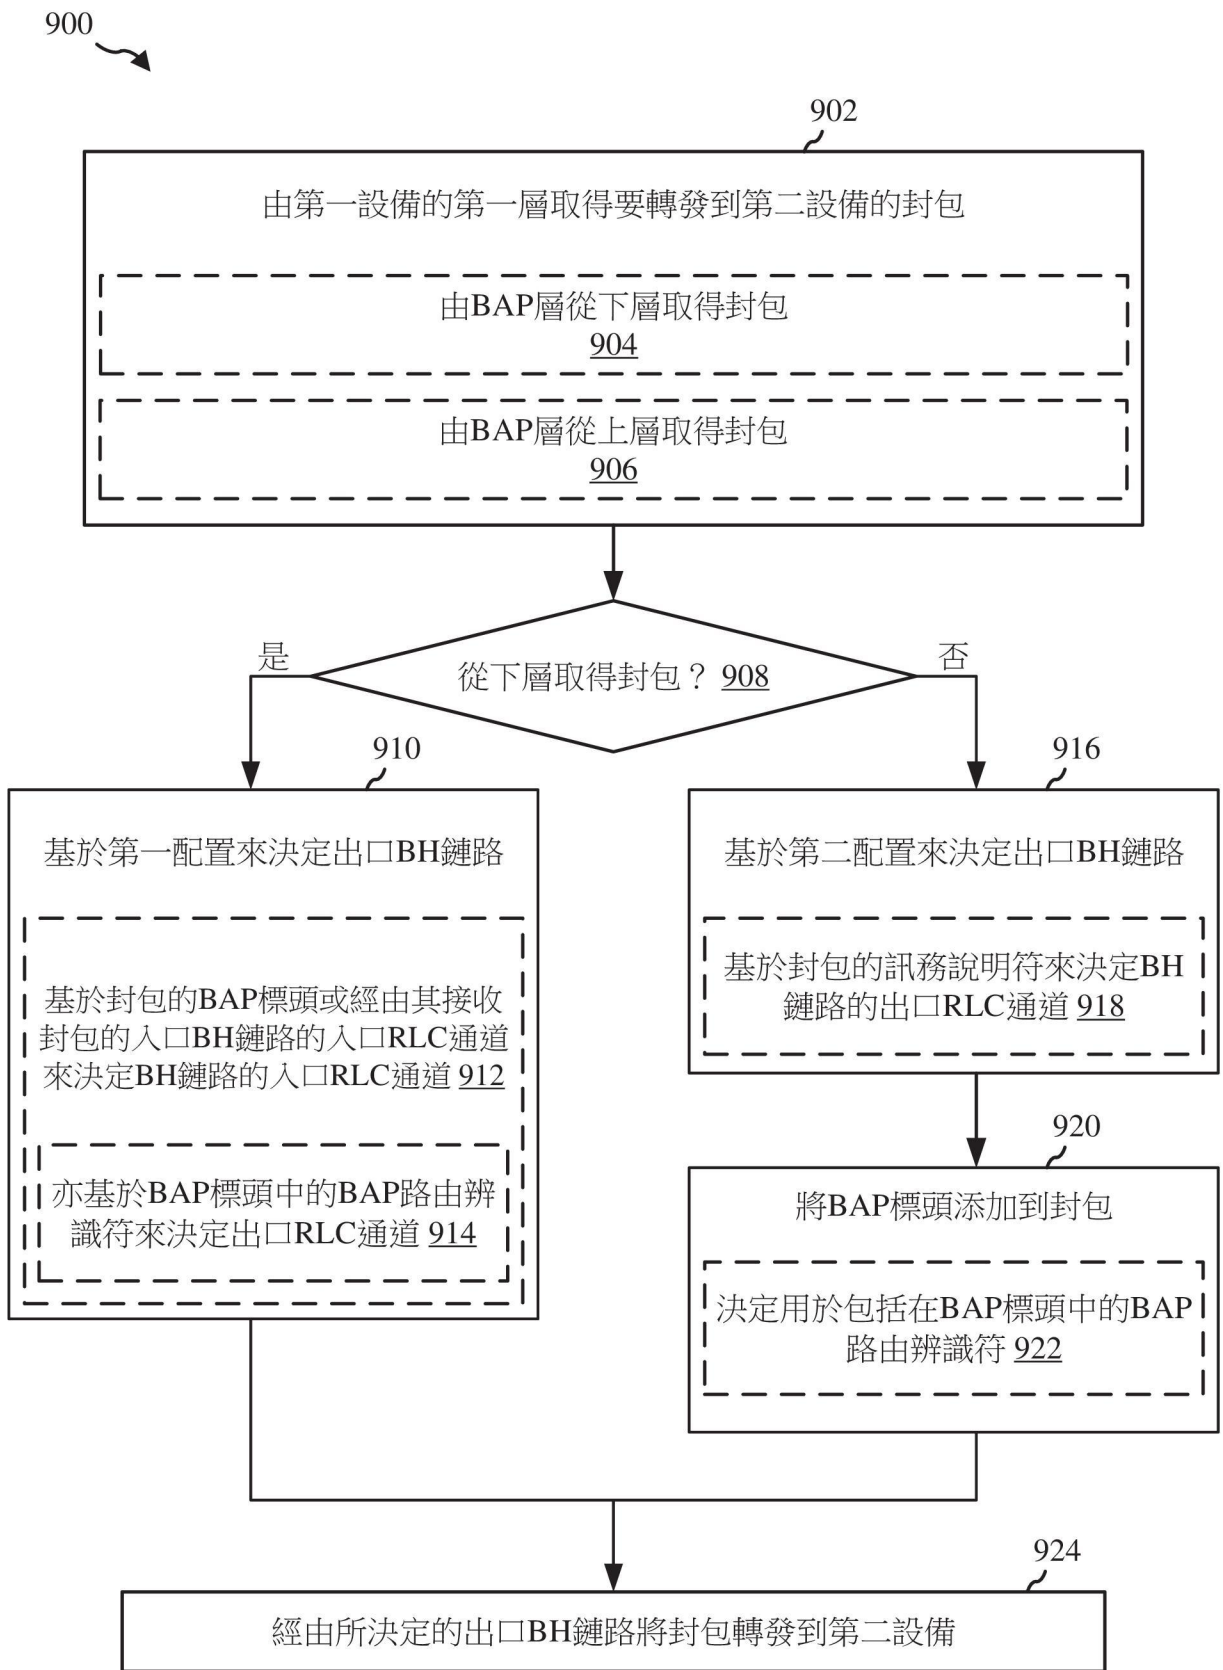 900
902
由第一設備的第一層取得要轉發到第二設備的封包
由BAP層從下層取得封包
904
由BAP層從上層取得封包
906
是
否
從下層取得封包？908
910
基於第一配置來決定出口BH鏈路
基於封包的BAP標頭或經由其接收
封包的入口BH鏈路的入口RLC通道
來決定BH鏈路的入口RLC通道 912
亦基於BAP標頭中的BAP路由辨
識符來決定出口RLC通道 914
916
基於第二配置來決定出口BH鏈路
基於封包的訊務說明符來決定BH
鏈路的出口RLC通道 918
920
將BAP標頭添加到封包
決定用於包括在BAP標頭中的BAP
路由辨識符 922
924
經由所決定的出口BH鏈路將封包轉發到第二設備